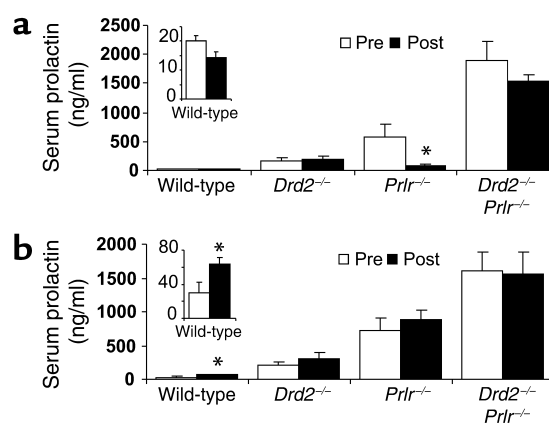 a
Serum prolactin
(ng/ml)
2500
2000
1500
1000
500
0
20
10
0
Wild-type
Pre Post
*
Wild-type
Drd2⁻/⁻
Prlr⁻/⁻
Drd2⁻/⁻
Prlr⁻/⁻
b
Serum prolactin
(ng/ml)
2000
1500
1000
500
0
80
40
0
*
Wild-type
Pre Post
*
Wild-type
Drd2⁻/⁻
Prlr⁻/⁻
Drd2⁻/⁻
Prlr⁻/⁻